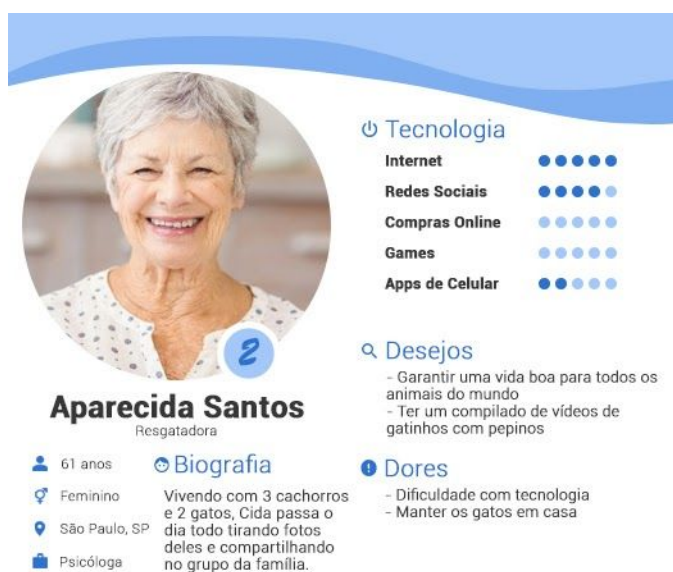 Tecnologia
Internet
Redes Sociais
Compras Online
Games
Apps de Celular
2
Aparecida Santos
Resgatadora
61 anos
Feminino
São Paulo, SP
Psicóloga
Biografia
Vivendo com 3 cachorros
e 2 gatos, Cida passa o
dia todo tirando fotos
deles e compartilhando
no grupo da família.
Desejos
- Garantir uma vida boa para todos os
animais do mundo
- Ter um compilado de vídeos de
gatinhos com pepinos
Dores
- Dificuldade com tecnologia
- Manter os gatos em casa